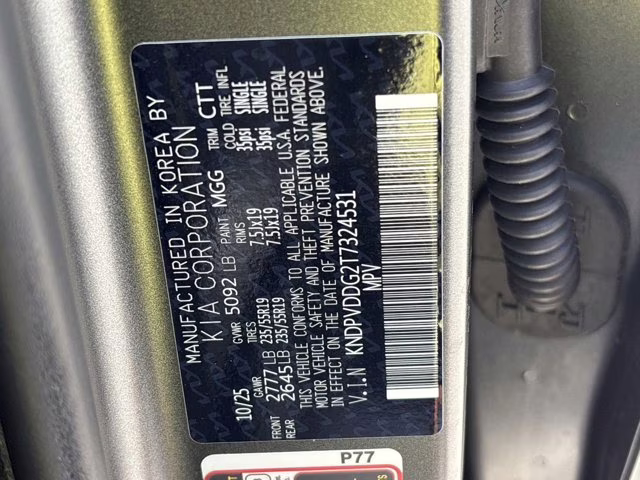 MANUFACTURED IN KOREA BY
KIA CORPORATION
10/25 GVWR 5092 LB PAINT MGG TRIM CTT
GAWR TIRES RIMS COLD TIRE INFL
FRONT 2777 LB 235/55R19 7.5Jx19 35psi SINGLE
REAR 2645 LB 235/55R19 7.5Jx19 35psi SINGLE
THIS VEHICLE CONFORMS TO ALL APPLICABLE U.S.A. FEDERAL
MOTOR VEHICLE SAFETY AND THEFT PREVENTION STANDARDS
IN EFFECT ON THE DATE OF MANUFACTURE SHOWN ABOVE.
V.I.N KNDPVDDG2T7324531
MPV
P77